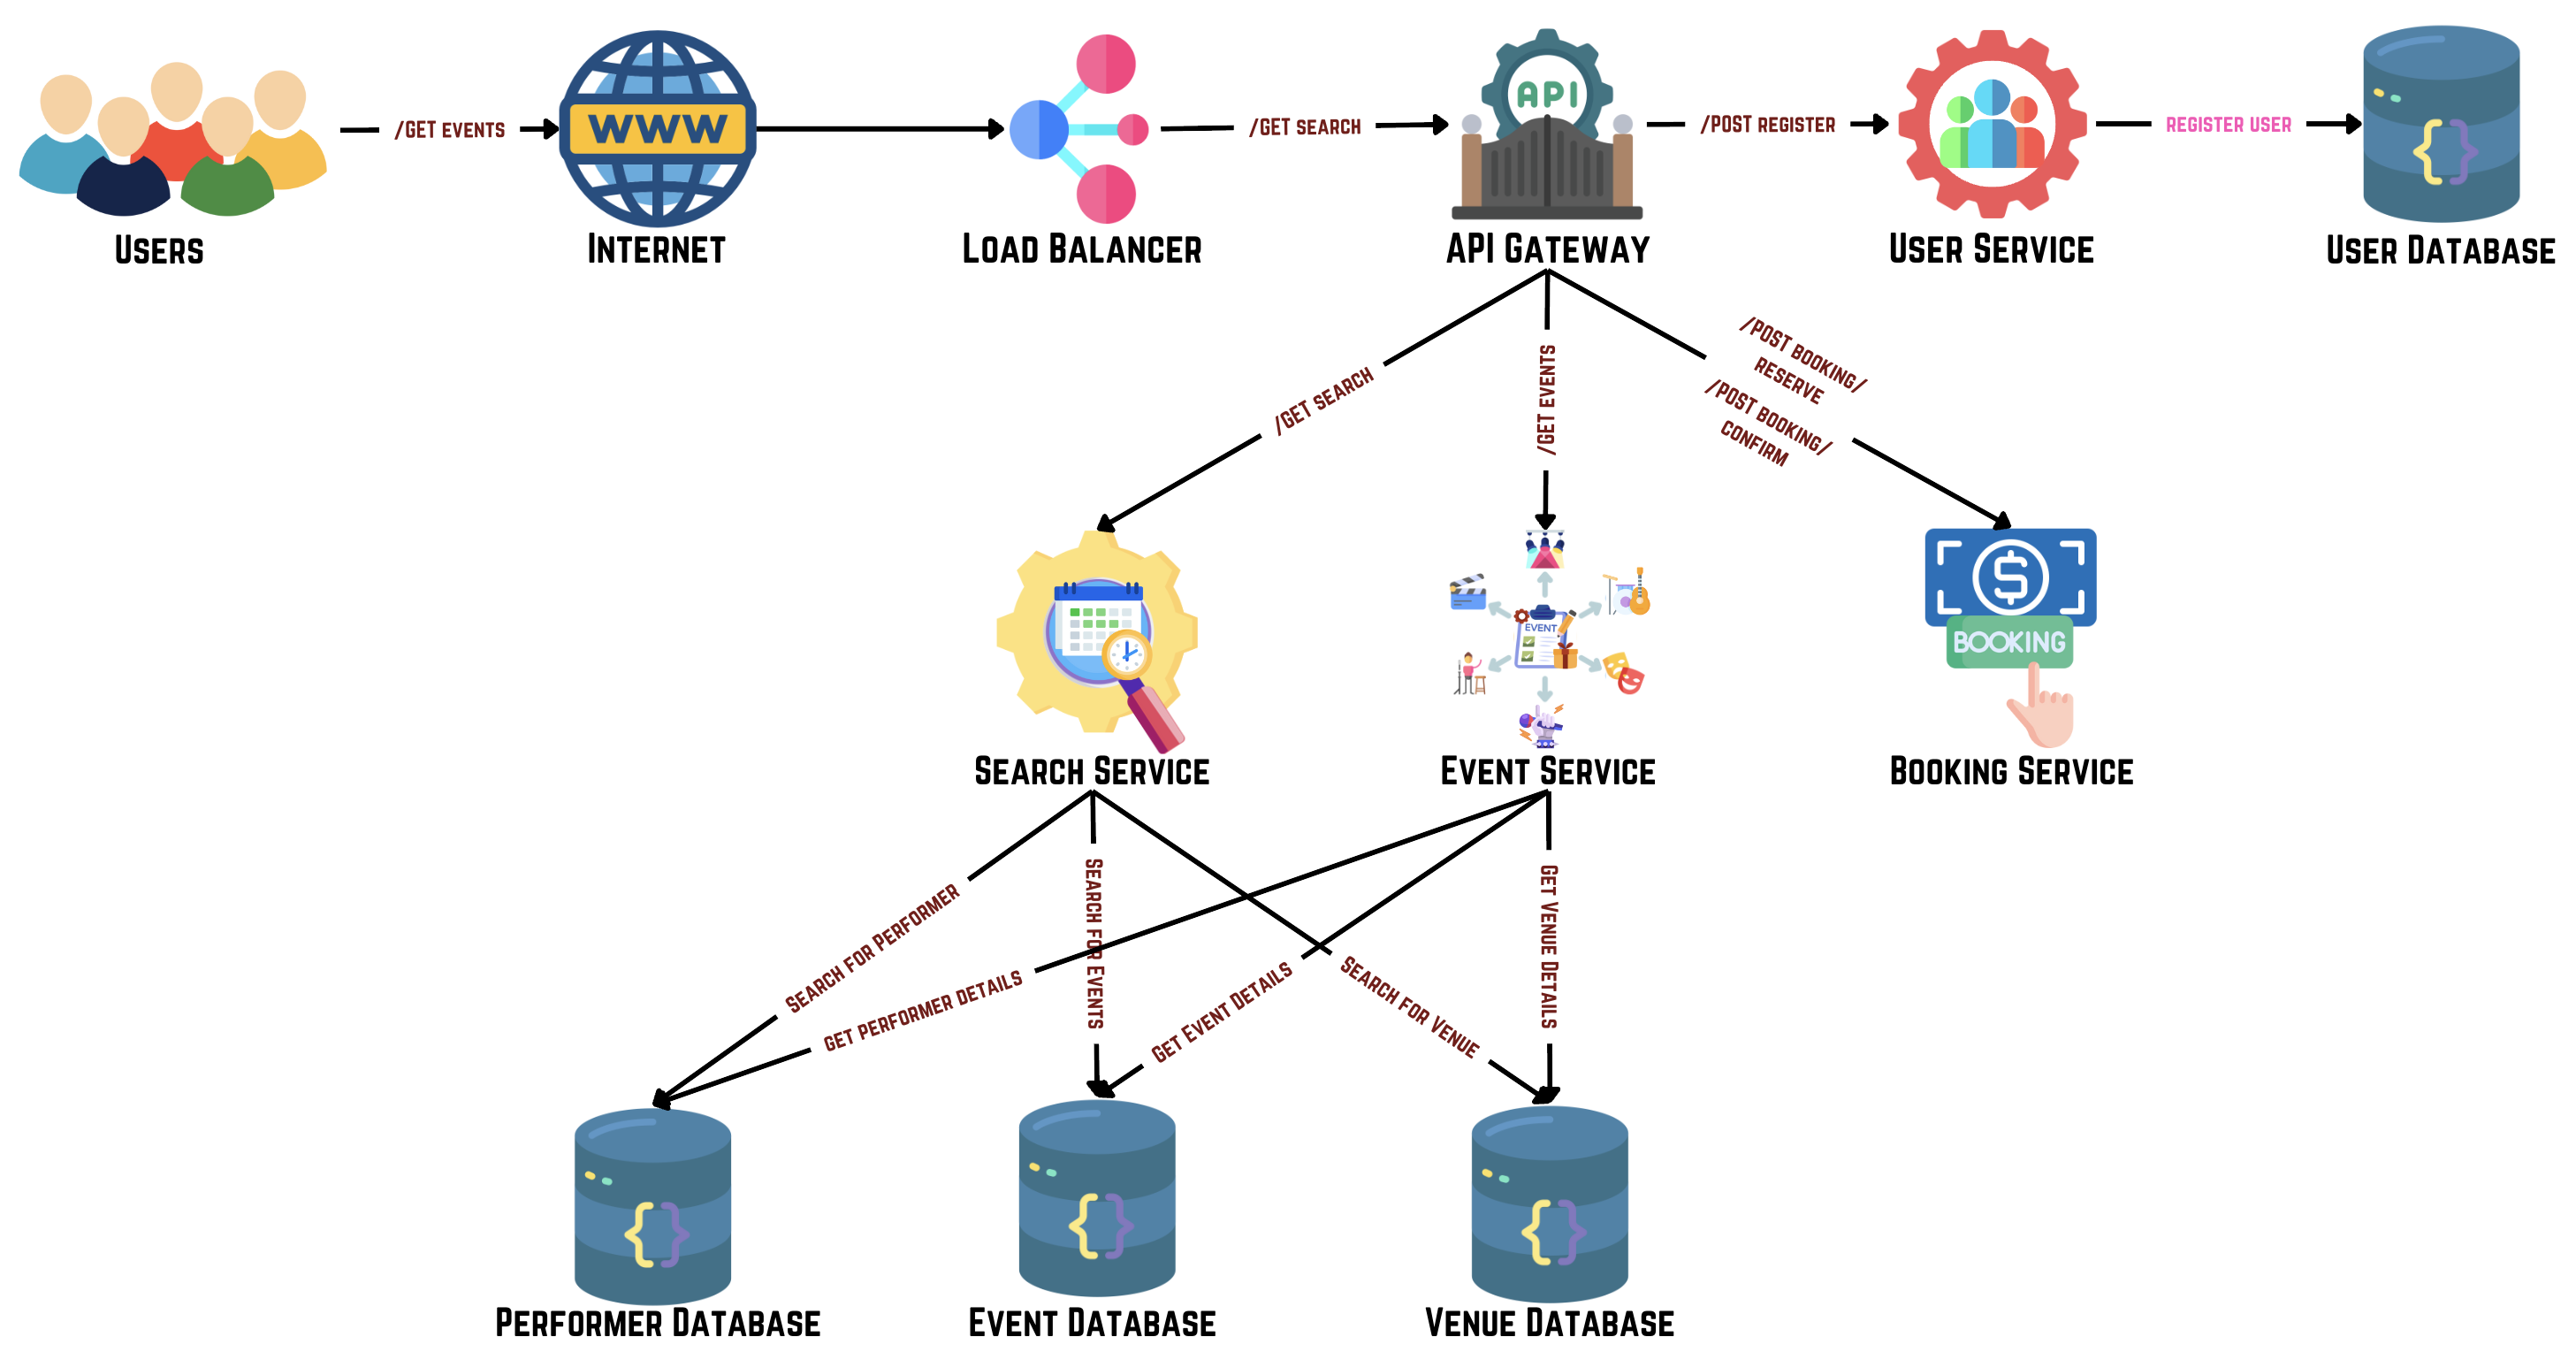 /GET EVENTS
WWW
/GET SEARCH
API
/POST REGISTER
REGISTER USER
USERS
INTERNET
LOAD BALANCER
API GATEWAY
USER SERVICE
USER DATABASE
/GET SEARCH
/GET EVENTS
/POST BOOKING/
RESERVE
/POST BOOKING/
CONFIRM
EVENT
BOOKING
SEARCH SERVICE
EVENT SERVICE
BOOKING SERVICE
SEARCH FOR PERFORMER
GET PERFORMER DETAILS
SEARCH FOR EVENTS
GET EVENT DETAILS
SEARCH FOR VENUE
GET VENUE DETAILS
PERFORMER DATABASE
EVENT DATABASE
VENUE DATABASE